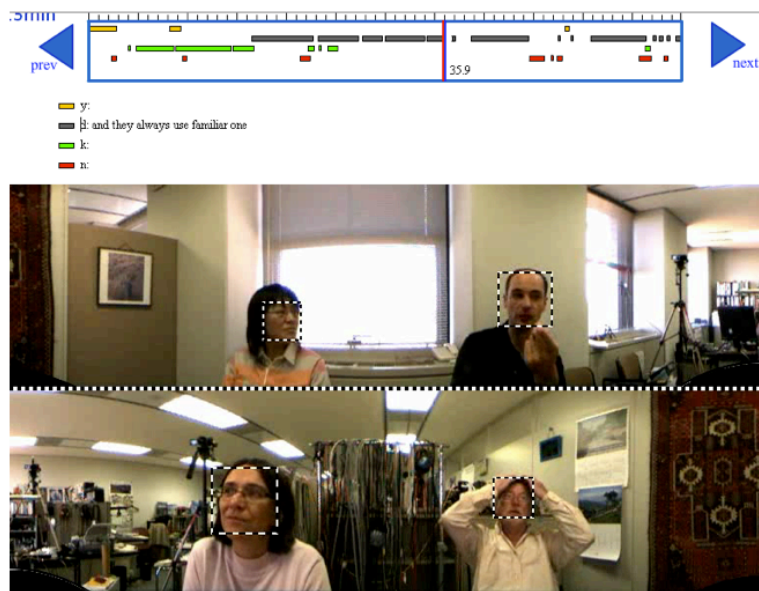 .5min
prev
35.9
next
y:
d: and they always use familiar one
k:
n: